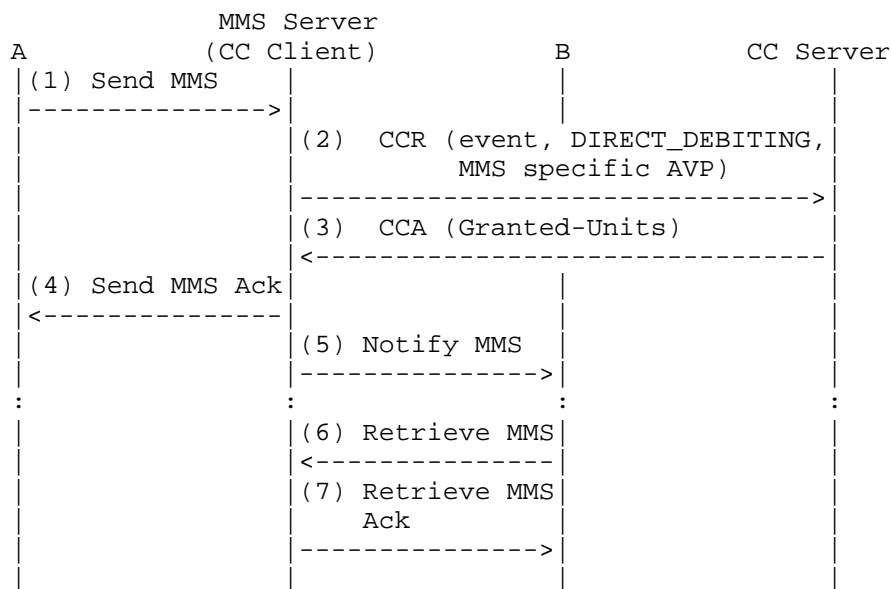 MMS Server
A (CC Client) B CC Server
(1) Send MMS
(2) CCR (event, DIRECT_DEBITING,
MMS specific AVP)
(3) CCA (Granted-Units)
(4) Send MMS Ack
(5) Notify MMS
(6) Retrieve MMS
(7) Retrieve MMS
Ack